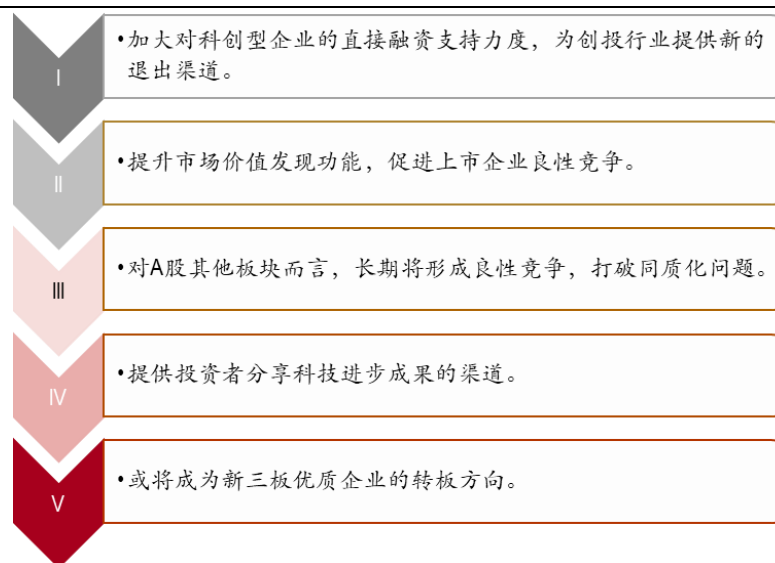 I
•加大对科创型企业的直接融资支持力度，为创投行业提供新的
退出渠道。
II
•提升市场价值发现功能，促进上市企业良性竞争。
III
•对A股其他板块而言，长期将形成良性竞争，打破同质化问题。
IV
•提供投资者分享科技进步成果的渠道。
V
•或将成为新三板优质企业的转板方向。